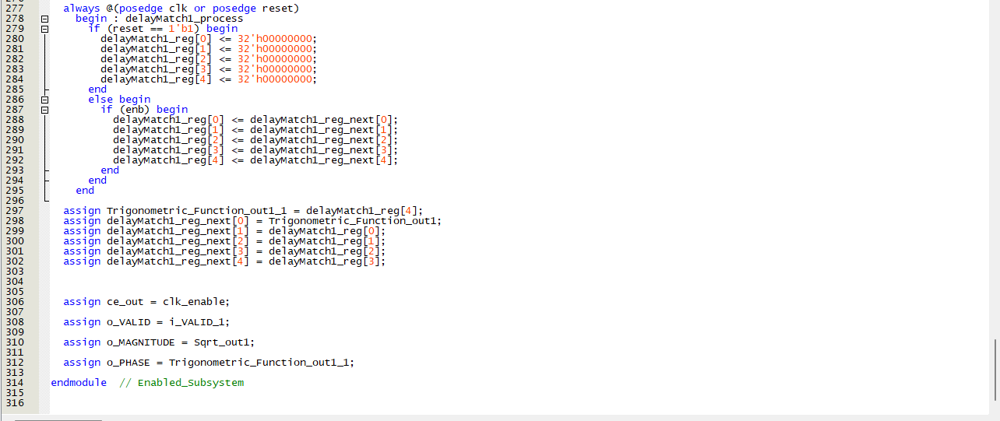 277 always @(posedge clk or posedge reset)
278 begin : delayMatch1_process
279 if (reset == 1'b1) begin
280 delayMatch1_reg[0] <= 32'h00000000;
281 delayMatch1_reg[1] <= 32'h00000000;
282 delayMatch1_reg[2] <= 32'h00000000;
283 delayMatch1_reg[3] <= 32'h00000000;
284 delayMatch1_reg[4] <= 32'h00000000;
285 end
286 else begin
287 if (enb) begin
288 delayMatch1_reg[0] <= delayMatch1_reg_next[0];
289 delayMatch1_reg[1] <= delayMatch1_reg_next[1];
290 delayMatch1_reg[2] <= delayMatch1_reg_next[2];
291 delayMatch1_reg[3] <= delayMatch1_reg_next[3];
292 delayMatch1_reg[4] <= delayMatch1_reg_next[4];
293 end
294 end
295 end
296
297 assign Trigonometric_Function_out1_1 = delayMatch1_reg[4];
298 assign delayMatch1_reg_next[0] = Trigonometric_Function_out1;
299 assign delayMatch1_reg_next[1] = delayMatch1_reg[0];
300 assign delayMatch1_reg_next[2] = delayMatch1_reg[1];
301 assign delayMatch1_reg_next[3] = delayMatch1_reg[2];
302 assign delayMatch1_reg_next[4] = delayMatch1_reg[3];
303
304
305
306 assign ce_out = clk_enable;
307
308 assign o_VALID = i_VALID_1;
309
310 assign o_MAGNITUDE = Sqrt_out1;
311
312 assign o_PHASE = Trigonometric_Function_out1_1;
313
314 endmodule // Enabled_Subsystem
315
316